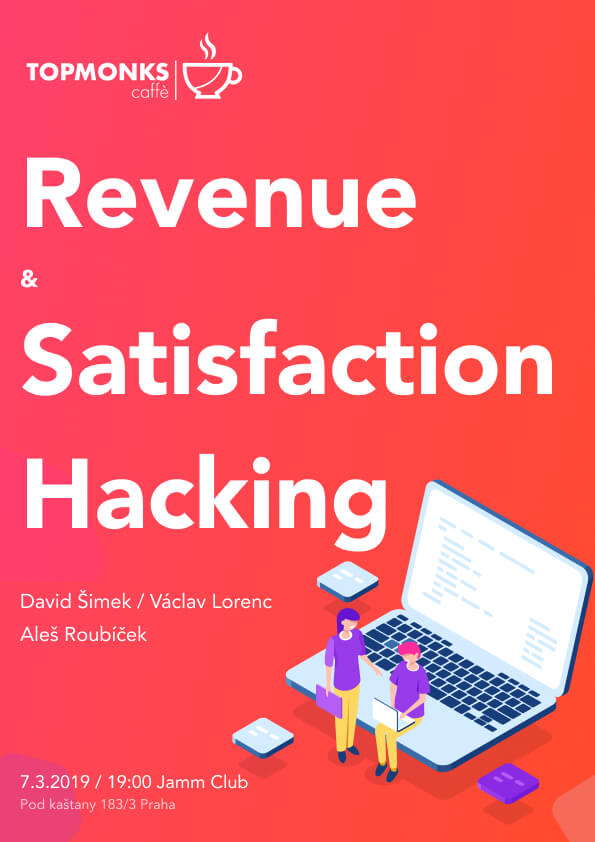 TOPMONKS
caffè
Revenue
&
Satisfaction
Hacking
David Šimek / Václav Lorenc
Aleš Roubíček
7.3.2019 / 19:00 Jamm Club
Pod kaštany 183/3 Praha